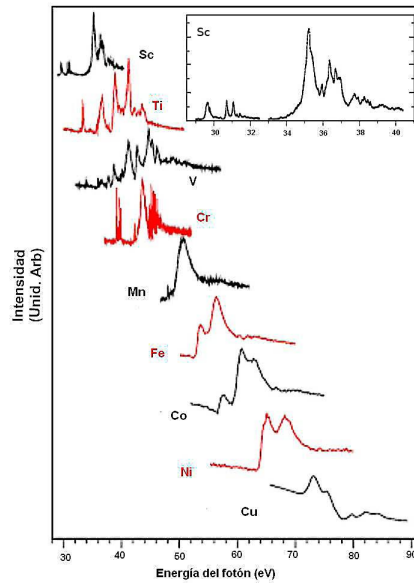 Sc
Sc
30 32 34 36 38 40
Ti
V
Cr
Mn
Fe
Co
Ni
Cu
Intensidad
(Unid. Arb)
30 40 50 60 70 80 90
Energía del fotón (eV)